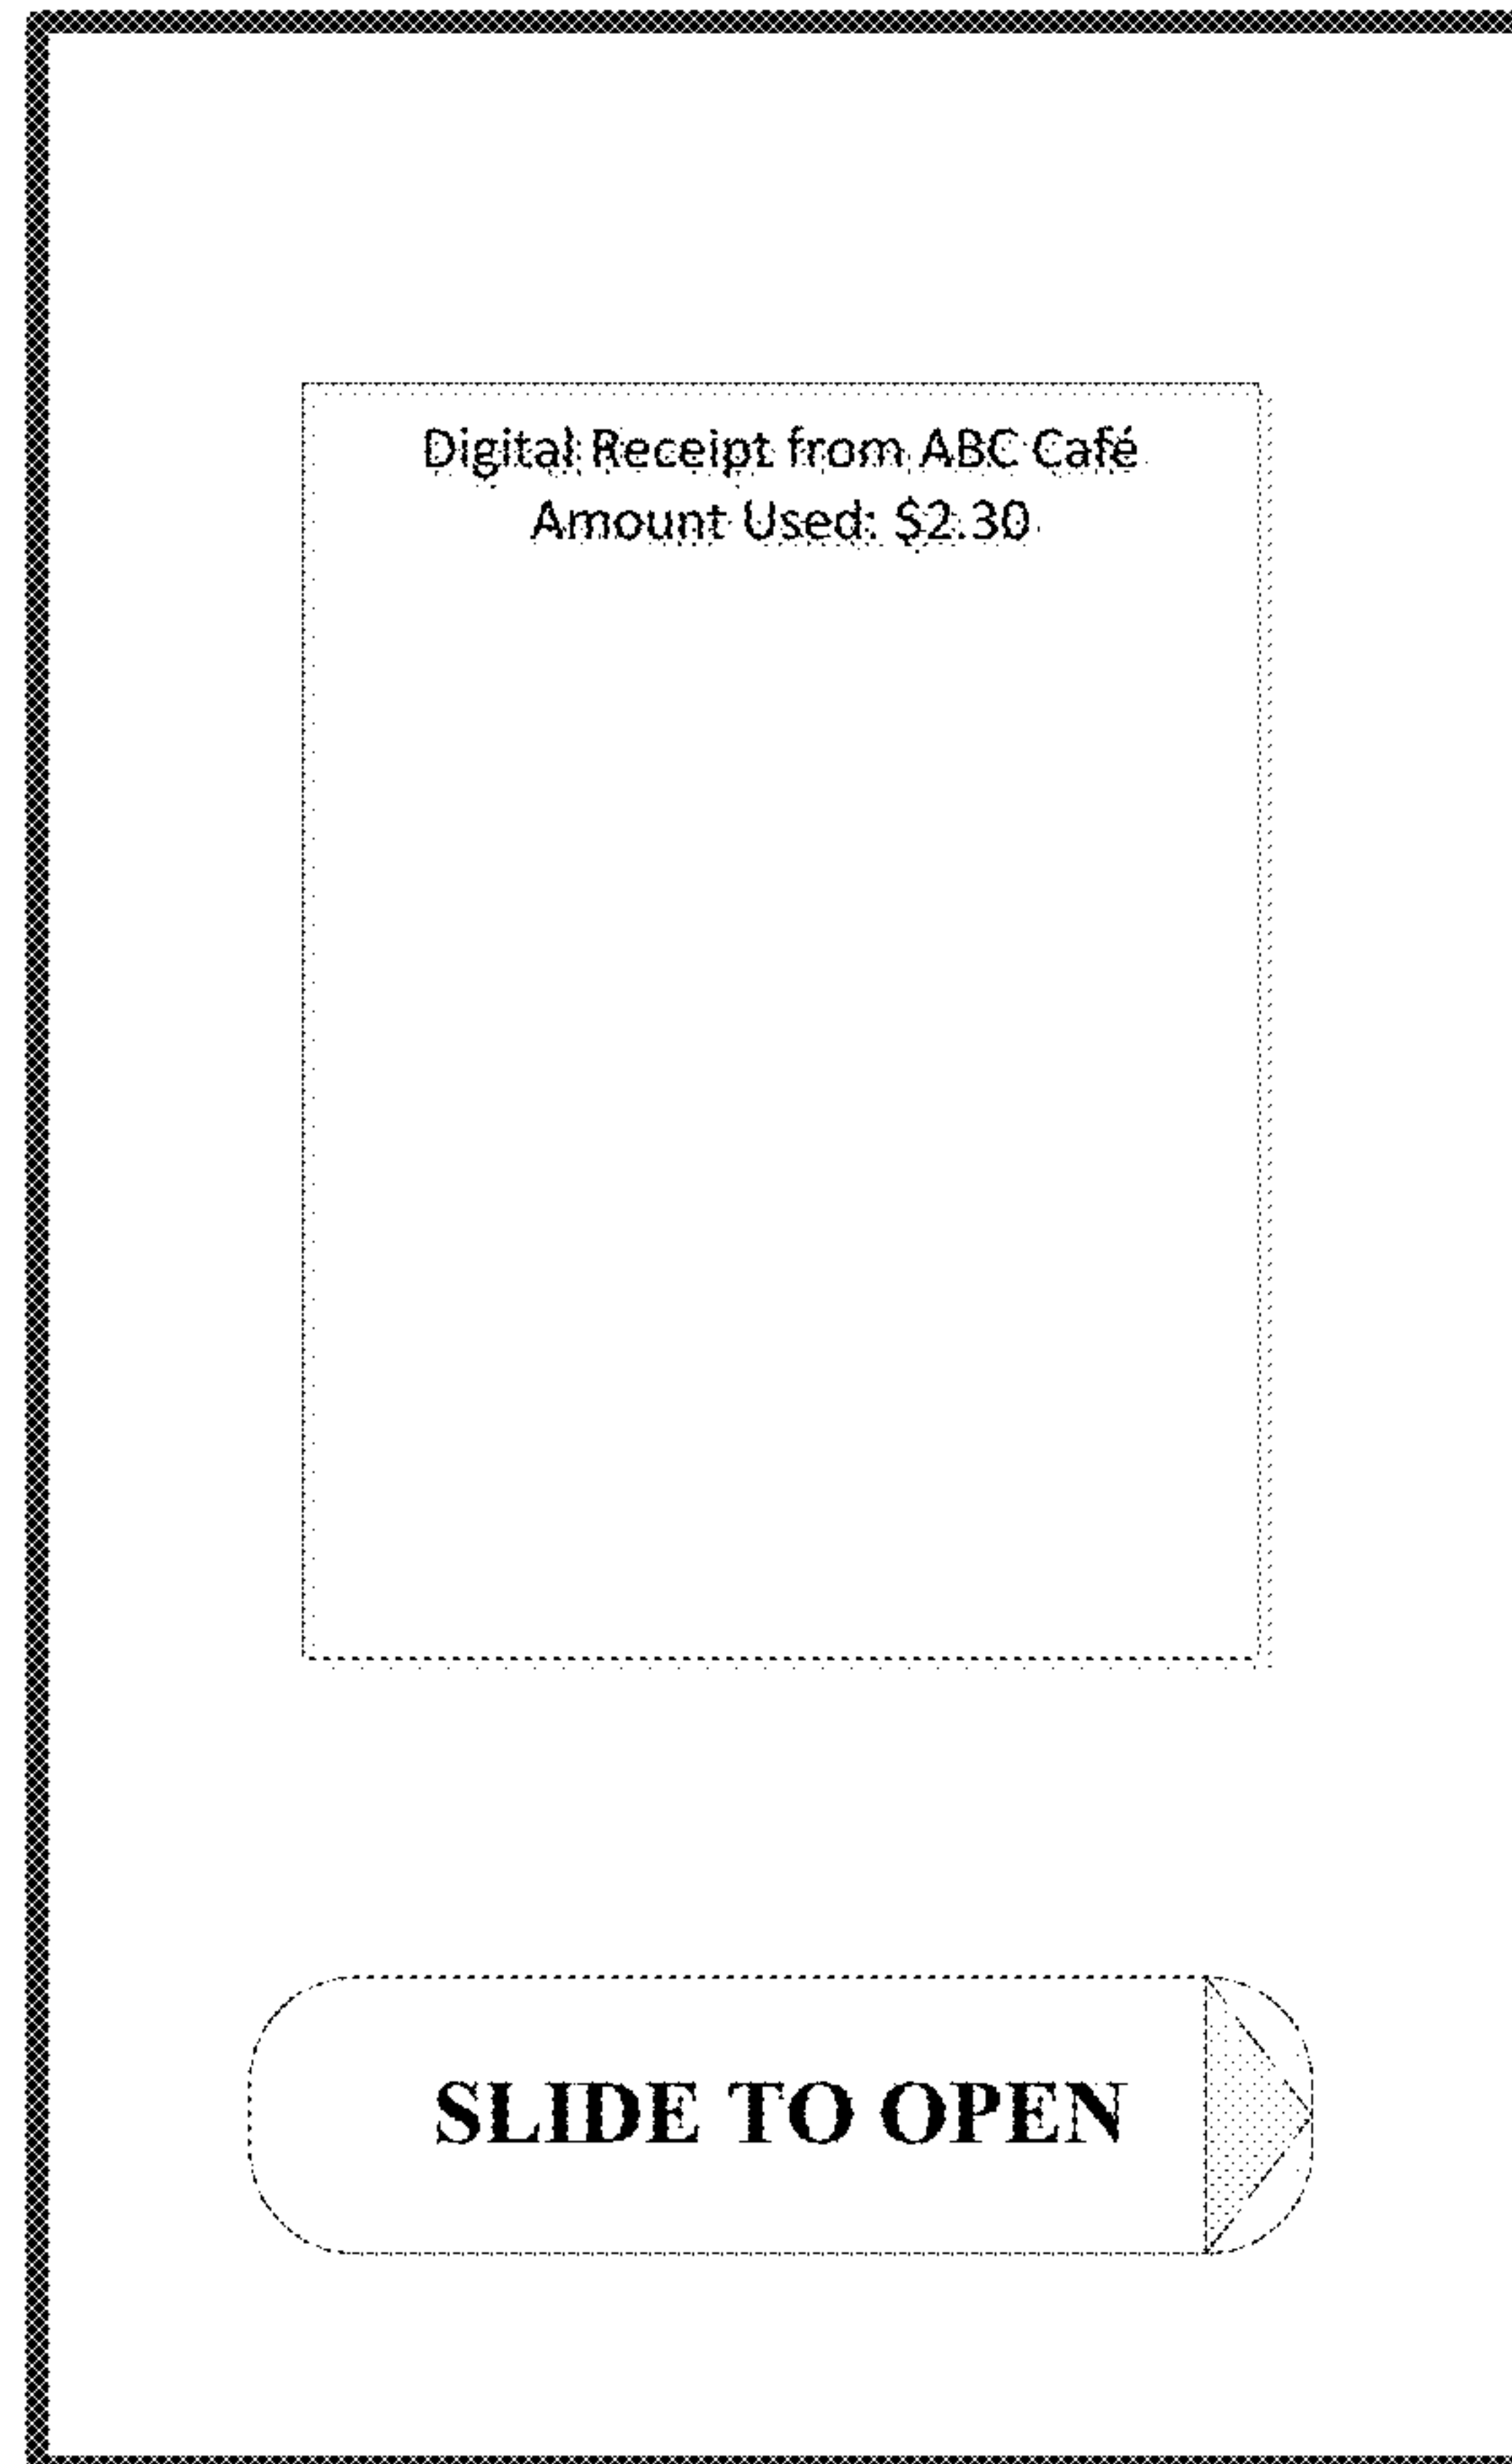 Digital Receipt from ABC Café
Amount Used: $2.30
SLIDE TO OPEN